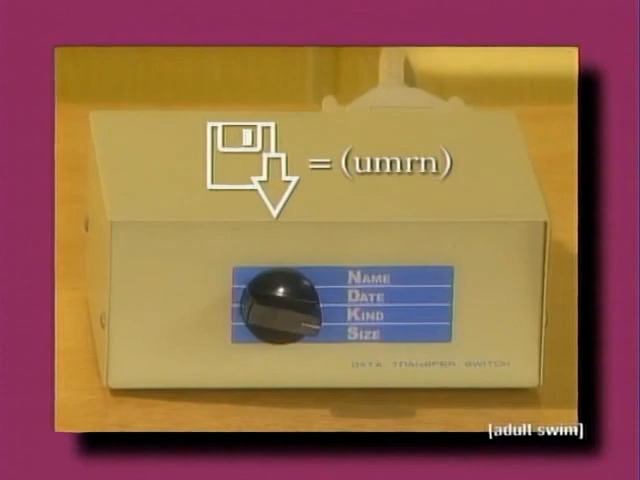 = (umrn)
NAME
DATE
KIND
SIZE
DATA TRANSFER SWITCH
[adult swim]